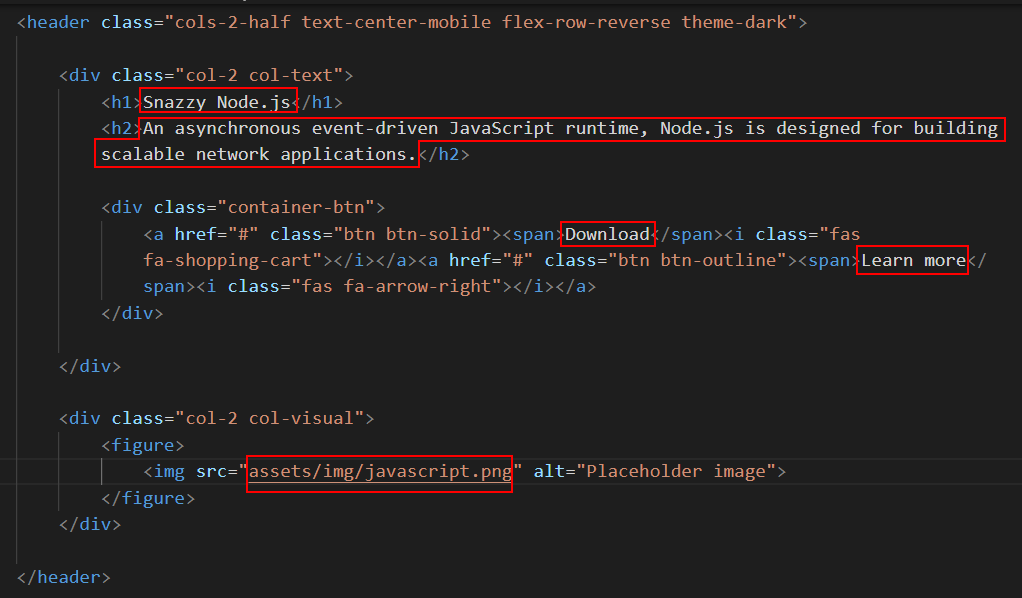 <header class="cols-2-half text-center-mobile flex-row-reverse theme-dark">
<div class="col-2 col-text">
<h1>Snazzy Node.js</h1>
<h2>An asynchronous event-driven JavaScript runtime, Node.js is designed for building
scalable network applications.</h2>
<div class="container-btn">
<a href="#" class="btn btn-solid"><span>Download</span><i class="fas
fa-shopping-cart"></i></a><a href="#" class="btn btn-outline"><span>Learn more</
span><i class="fas fa-arrow-right"></i></a>
</div>
</div>
<div class="col-2 col-visual">
<figure>
<img src="assets/img/javascript.png" alt="Placeholder image">
</figure>
</div>
</header>